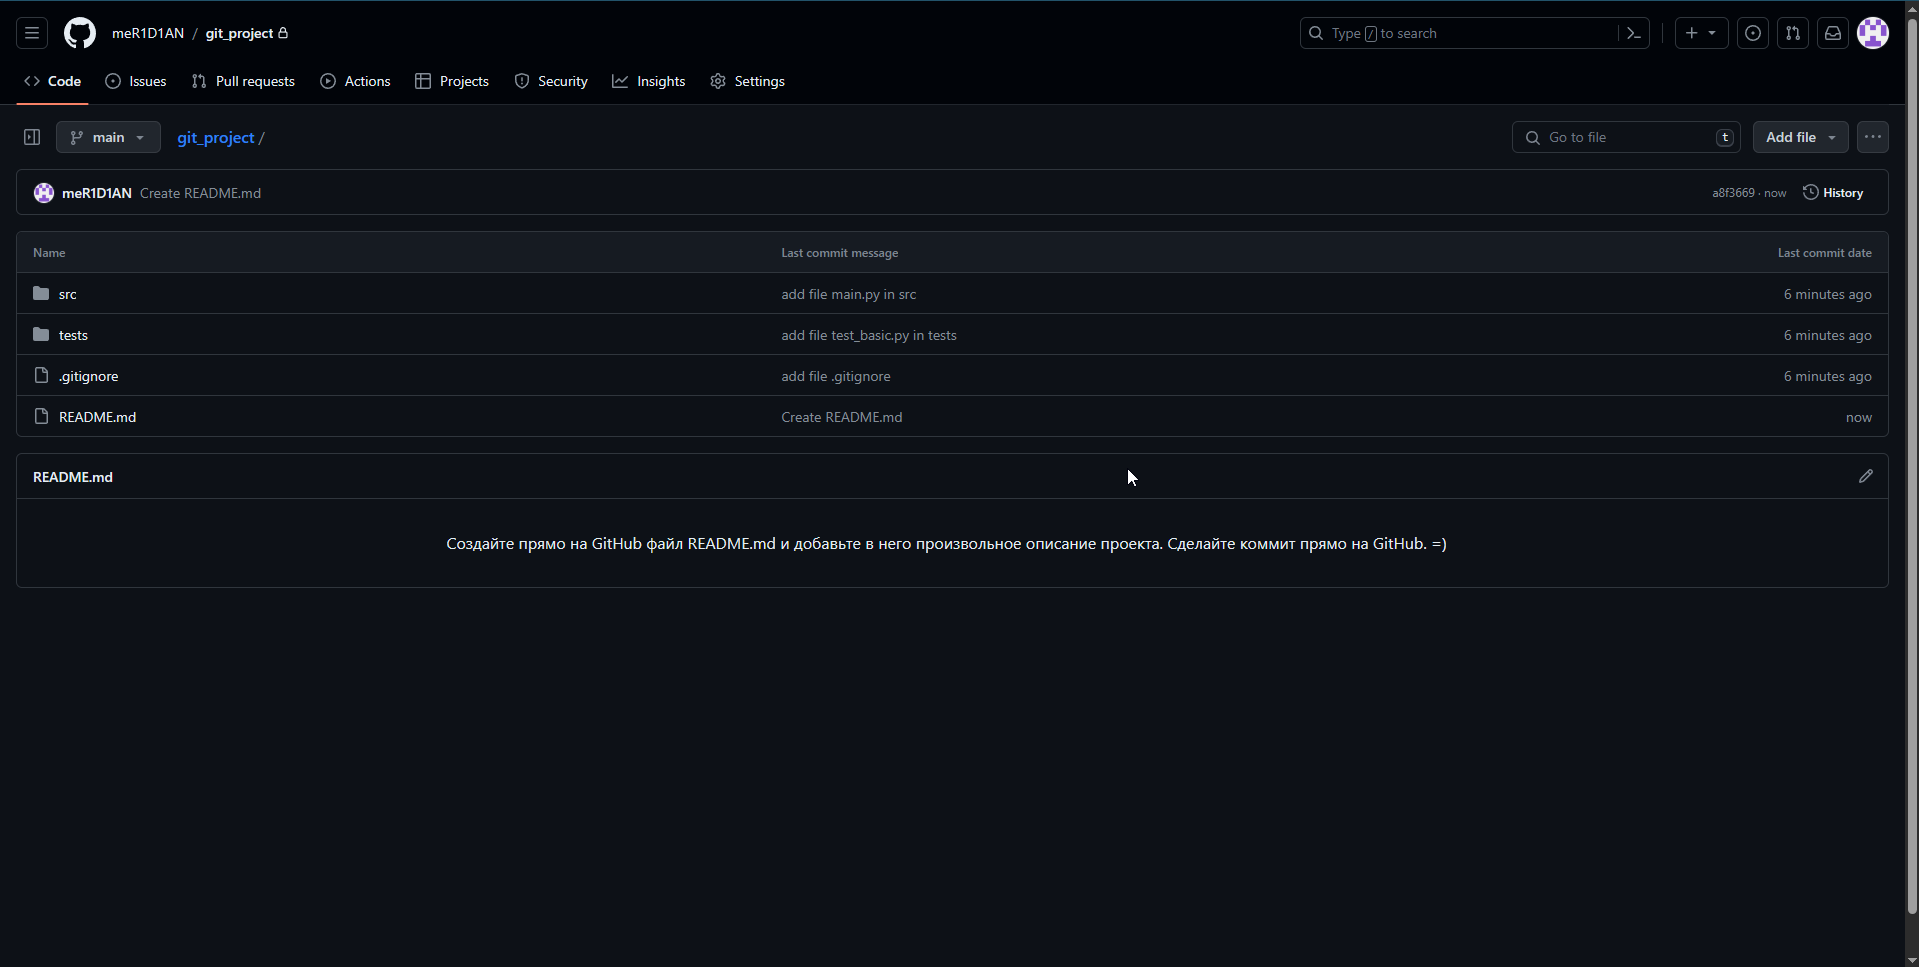 meR1D1AN / git_project
Type / to search
Code Issues Pull requests Actions Projects Security Insights Settings
main git_project / Go to file t Add file
meR1D1AN Create README.md a8f3669 · now History
Name Last commit message Last commit date
src add file main.py in src 6 minutes ago
tests add file test_basic.py in tests 6 minutes ago
.gitignore add file .gitignore 6 minutes ago
README.md Create README.md now
README.md
Создайте прямо на GitHub файл README.md и добавьте в него произвольное описание проекта. Сделайте коммит прямо на GitHub. =)